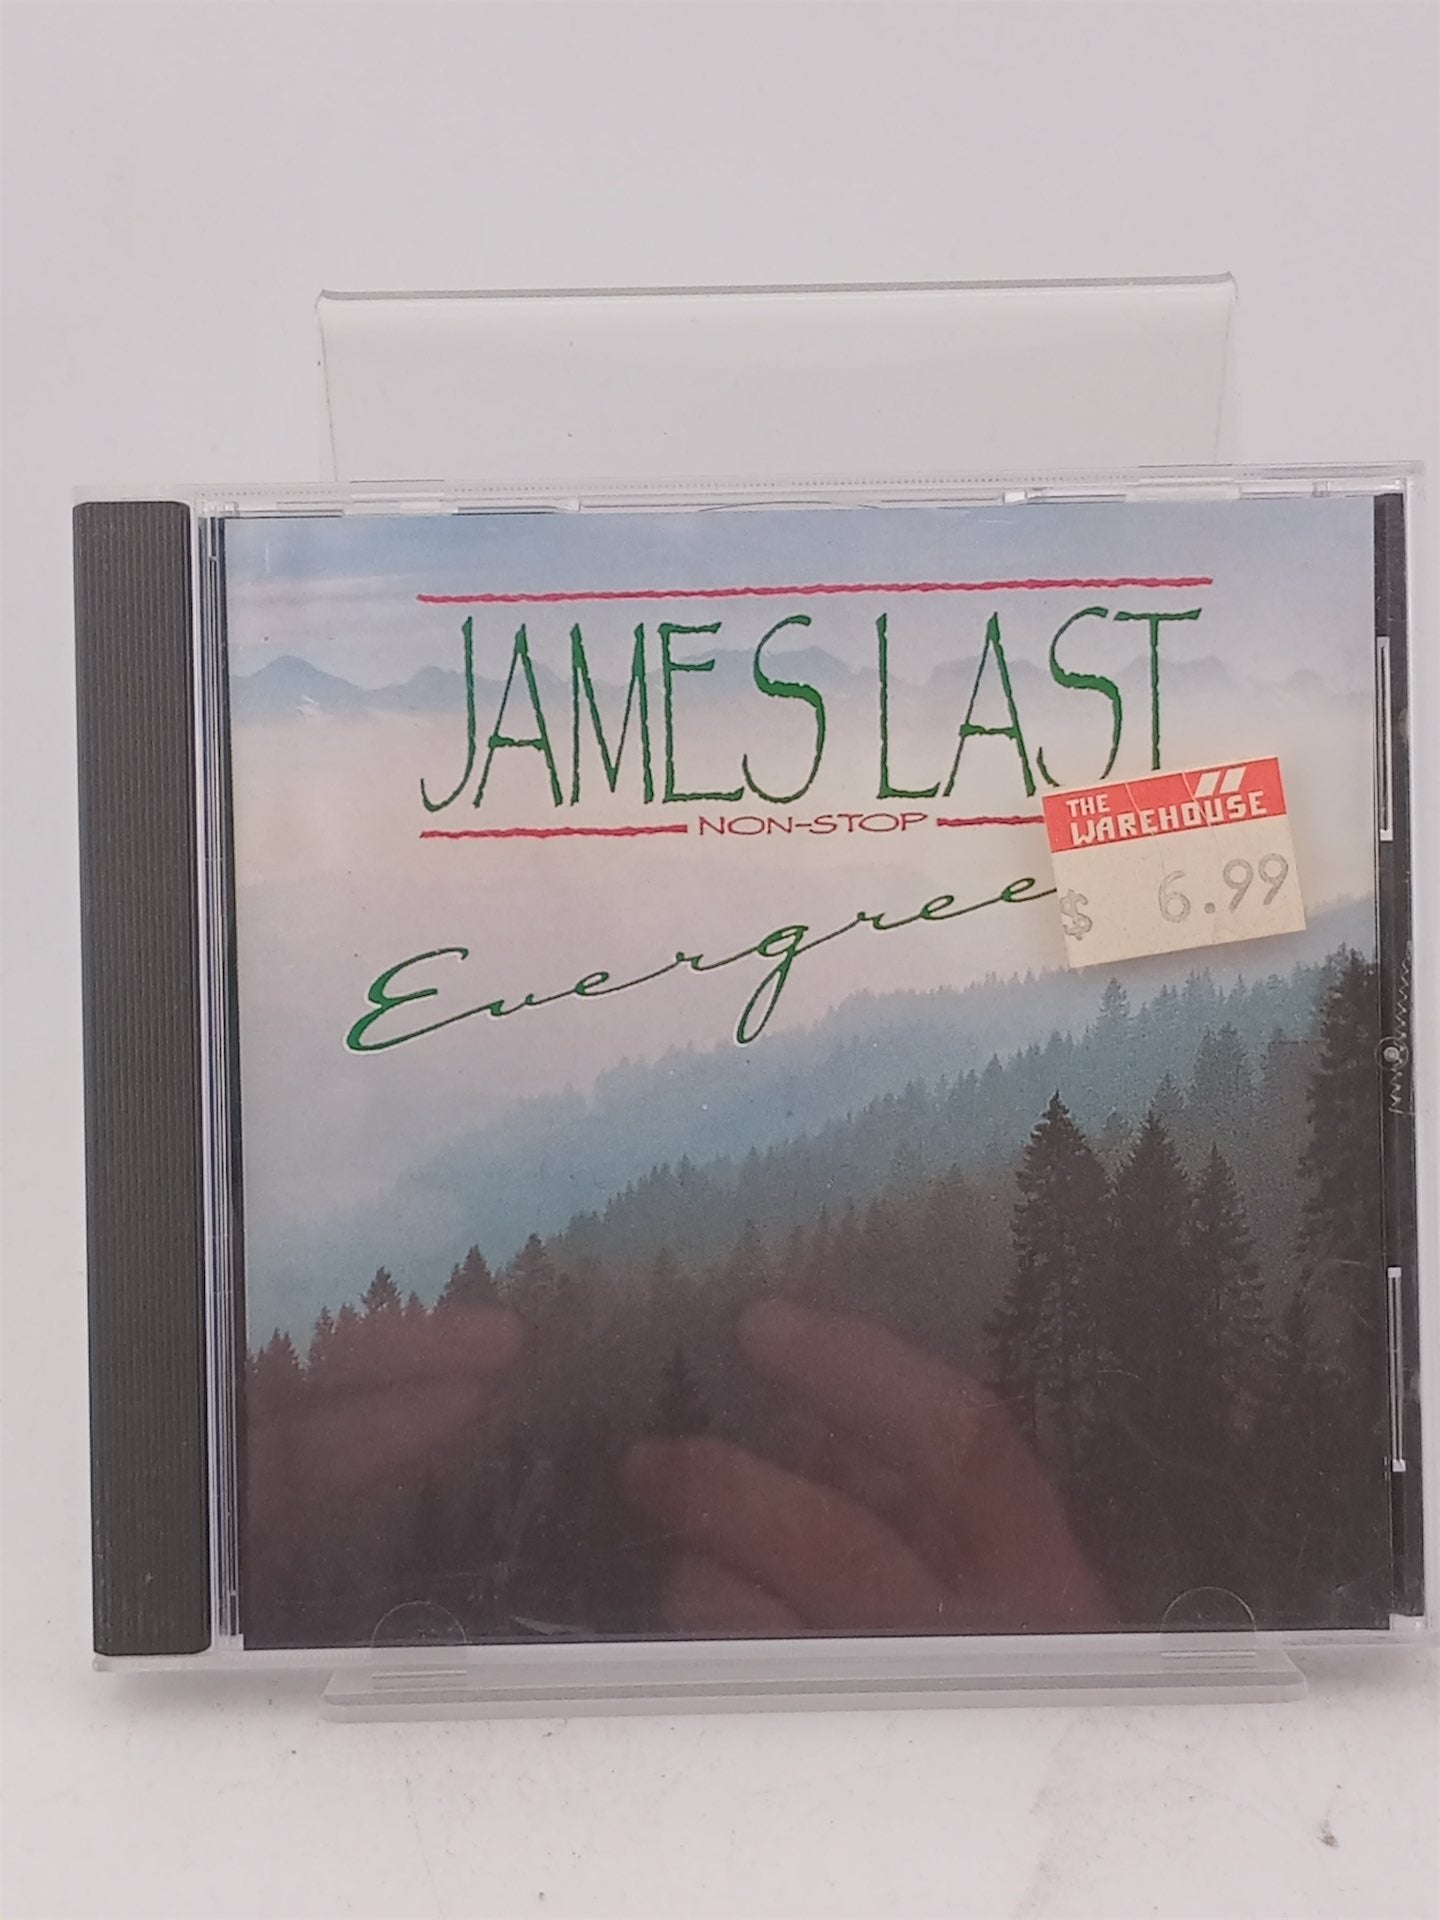 JAMES LAST
NON-STOP
Evergree
THE
WAREHOUSE
$ 6.99